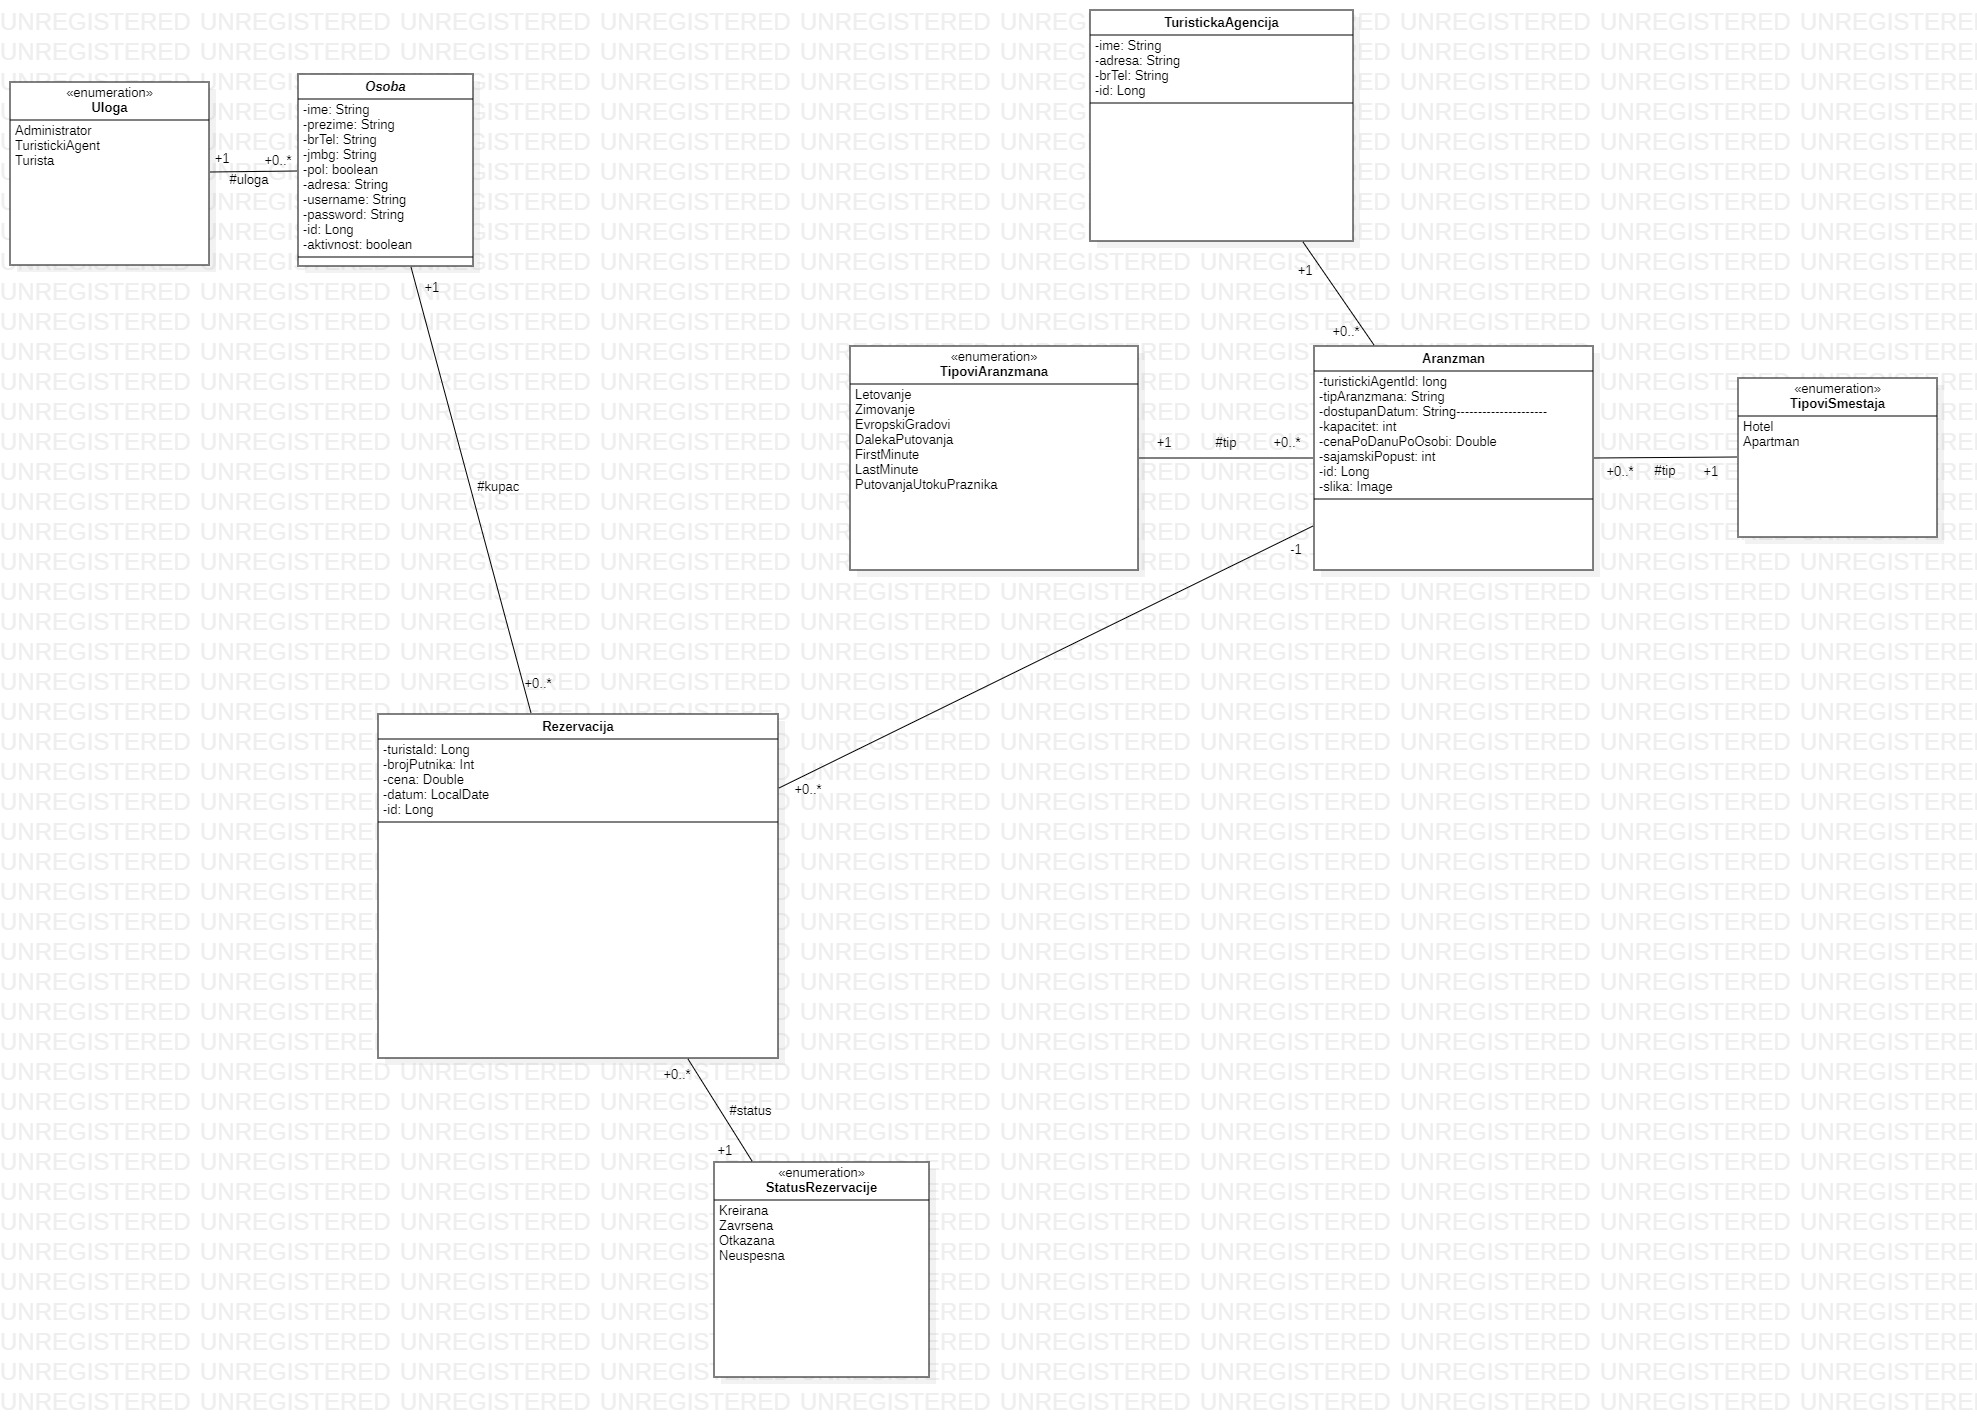 «enumeration»
Uloga
Administrator
TuristickiAgent
Turista
+1
+0..*
#uloga
Osoba
-ime: String
-prezime: String
-brTel: String
-jmbg: String
-pol: boolean
-adresa: String
-username: String
-password: String
-id: Long
-aktivnost: boolean
+1
#kupac
+0..*
TuristickaAgencija
-ime: String
-adresa: String
-brTel: String
-id: Long
+1
+0..*
«enumeration»
TipoviAranzmana
Letovanje
Zimovanje
EvropskiGradovi
DalekaPutovanja
FirstMinute
LastMinute
PutovanjaUtokuPraznika
+1
#tip
+0..*
Aranzman
-turistickiAgentId: long
-tipAranzmana: String
-dostupanDatum: String---------------------
-kapacitet: int
-cenaPoDanuPoOsobi: Double
-sajamskiPopust: int
-id: Long
-slika: Image
+0..*
#tip
+1
«enumeration»
TipoviSmestaja
Hotel
Apartman
-1
+0..*
Rezervacija
-turistaId: Long
-brojPutnika: Int
-cena: Double
-datum: LocalDate
-id: Long
+0..*
#status
+1
«enumeration»
StatusRezervacije
Kreirana
Zavrsena
Otkazana
Neuspesna
UNREGISTERED